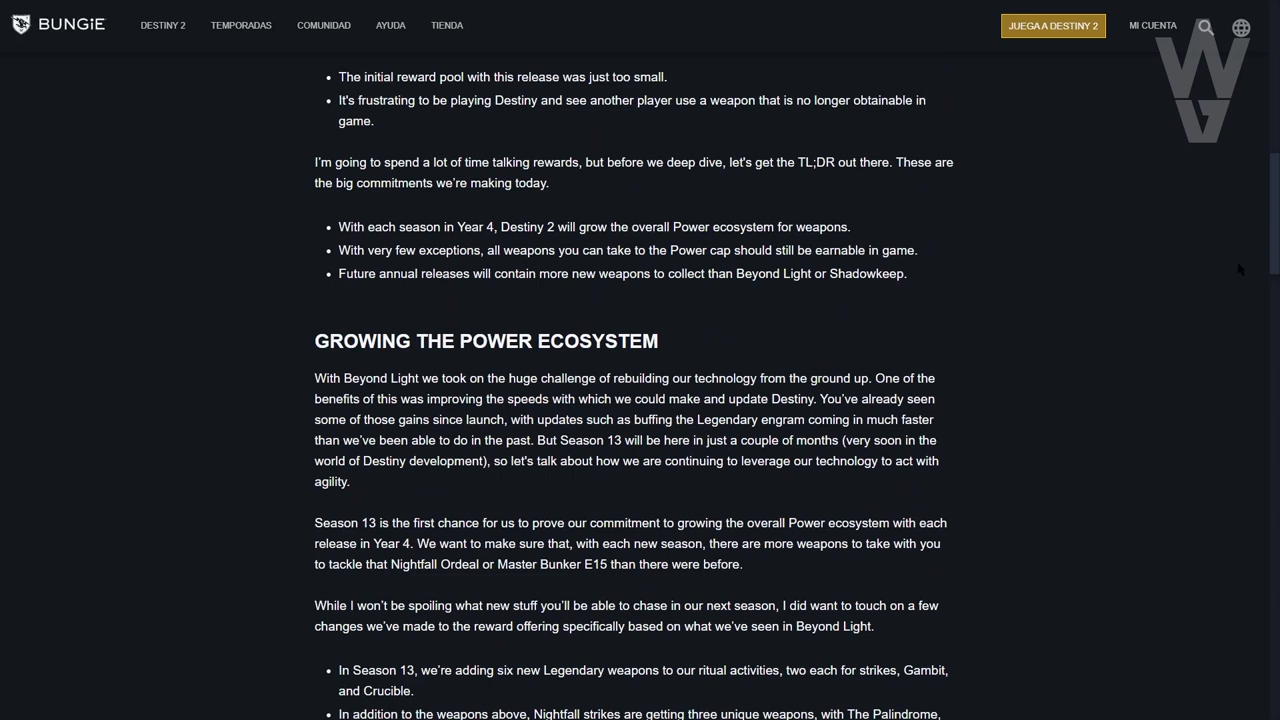 BUNGiE DESTINY 2 TEMPORADAS COMUNIDAD AYUDA TIENDA JUEGA A DESTINY 2 MI CUENTA
The initial reward pool with this release was just too small.
It's frustrating to be playing Destiny and see another player use a weapon that is no longer obtainable in
game.
I'm going to spend a lot of time talking rewards, but before we deep dive, let's get the TL;DR out there. These are
the big commitments we're making today.
With each season in Year 4, Destiny 2 will grow the overall Power ecosystem for weapons.
With very few exceptions, all weapons you can take to the Power cap should still be earnable in game.
Future annual releases will contain more new weapons to collect than Beyond Light or Shadowkeep.
GROWING THE POWER ECOSYSTEM
With Beyond Light we took on the huge challenge of rebuilding our technology from the ground up. One of the
benefits of this was improving the speeds with which we could make and update Destiny. You've already seen
some of those gains since launch, with updates such as buffing the Legendary engram coming in much faster
than we've been able to do in the past. But Season 13 will be here in just a couple of months (very soon in the
world of Destiny development), so let's talk about how we are continuing to leverage our technology to act with
agility.
Season 13 is the first chance for us to prove our commitment to growing the overall Power ecosystem with each
release in Year 4. We want to make sure that, with each new season, there are more weapons to take with you
to tackle that Nightfall Ordeal or Master Bunker E15 than there were before.
While I won't be spoiling what new stuff you'll be able to chase in our next season, I did want to touch on a few
changes we've made to the reward offering specifically based on what we've seen in Beyond Light.
In Season 13, we're adding six new Legendary weapons to our ritual activities, two each for strikes, Gambit,
and Crucible.
In addition to the weapons above, Nightfall strikes are getting three unique weapons, with The Palindrome,